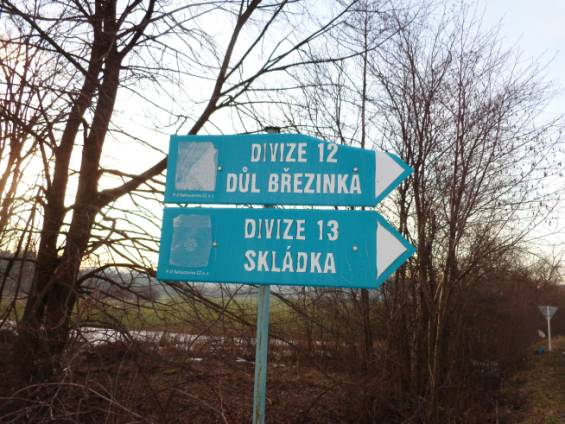 DIVIZE 12
DŮL BŘEZINKA
DIVIZE 13
SKLÁDKA